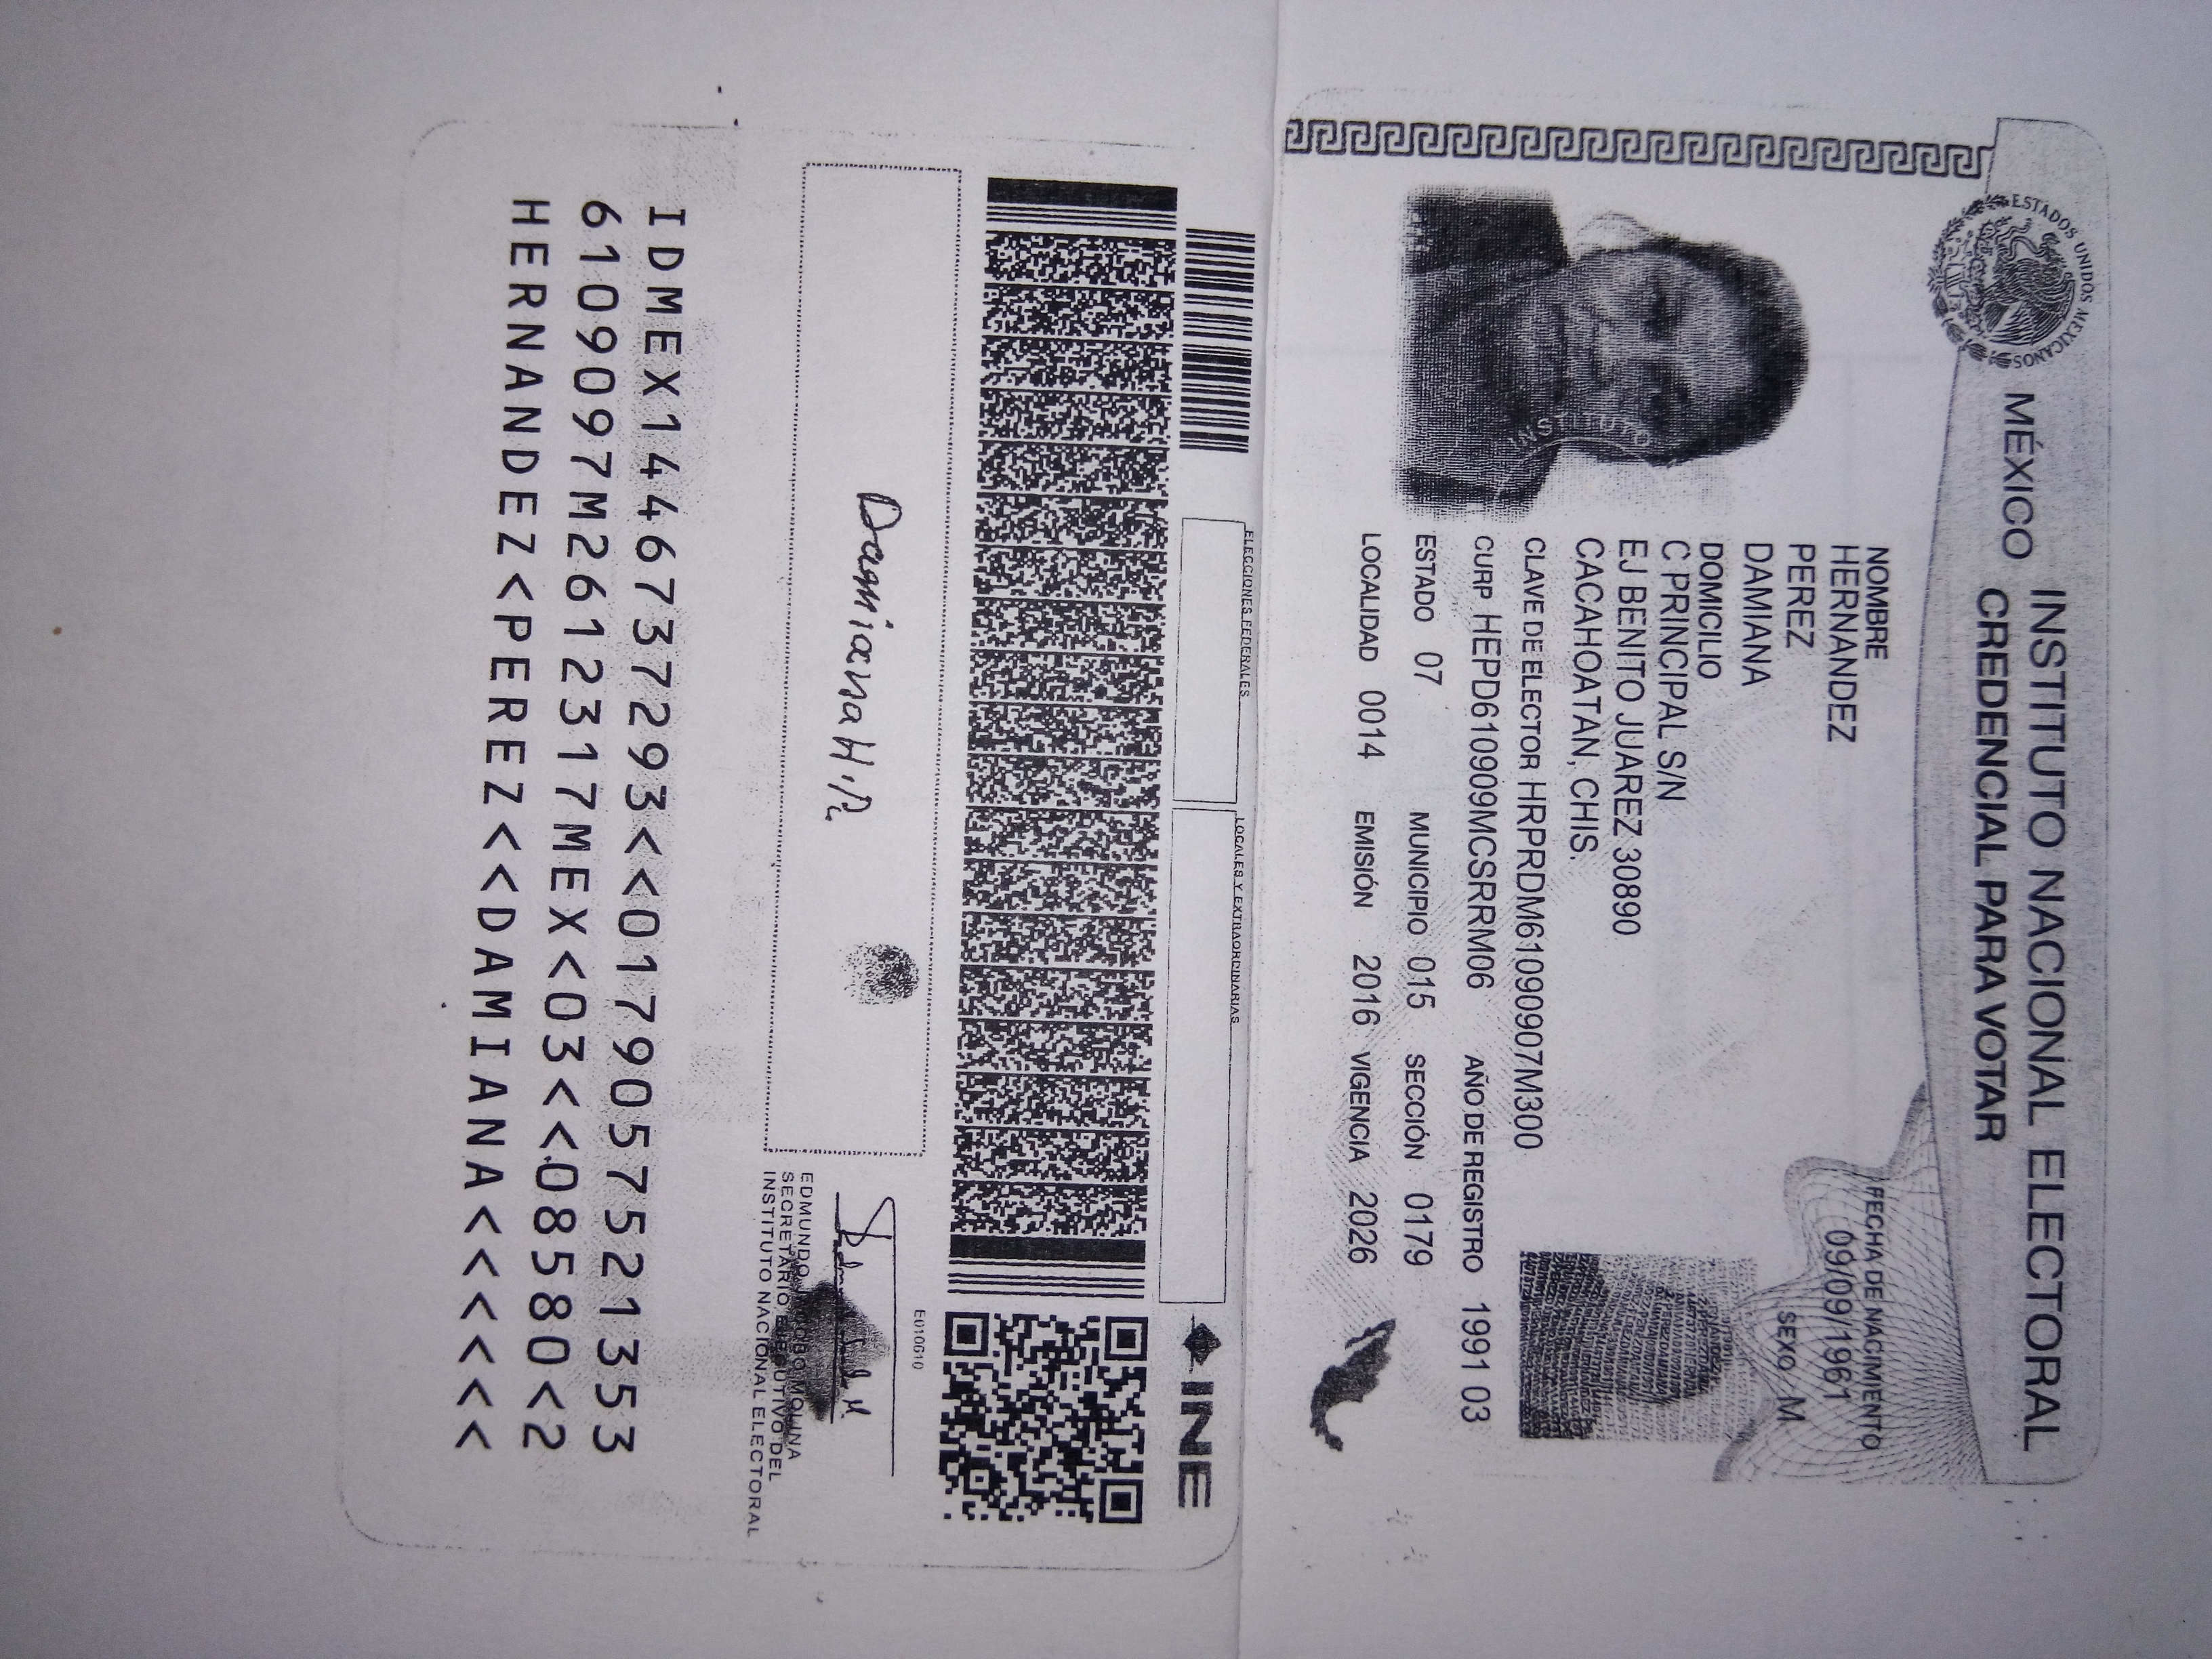 ESTADOS UNIDOS MEXICANOS
MÉXICO
INSTITUTO NACIONAL ELECTORAL
CREDENCIAL PARA VOTAR
NOMBRE
HERNANDEZ
PEREZ
DAMIANA
FECHA DE NACIMIENTO
09/09/1961
SEXO M
DOMICILIO
C PRINCIPAL S/N
EJ BENITO JUAREZ 30890
CACAHOATAN, CHIS.
CLAVE DE ELECTOR HRPRDM61090907M300
CURP HEPD610909MCSRRM06 AÑO DE REGISTRO 1991 03
ESTADO 07 MUNICIPIO 015 SECCIÓN 0179
LOCALIDAD 0014 EMISIÓN 2016 VIGENCIA 2026
ELECCIONES FEDERALES LOCALES Y EXTRAORDINARIAS
INE
E010610
Damiana H. P.
EDMUNDO JACOBO MOLINA
SECRETARIO EJECUTIVO DEL
INSTITUTO NACIONAL ELECTORAL
IDMEX1446737293<<0179057521353
6109097M2612317MEX<03<<08580<2
HERNANDEZ<PEREZ<<DAMIANA<<<<<<